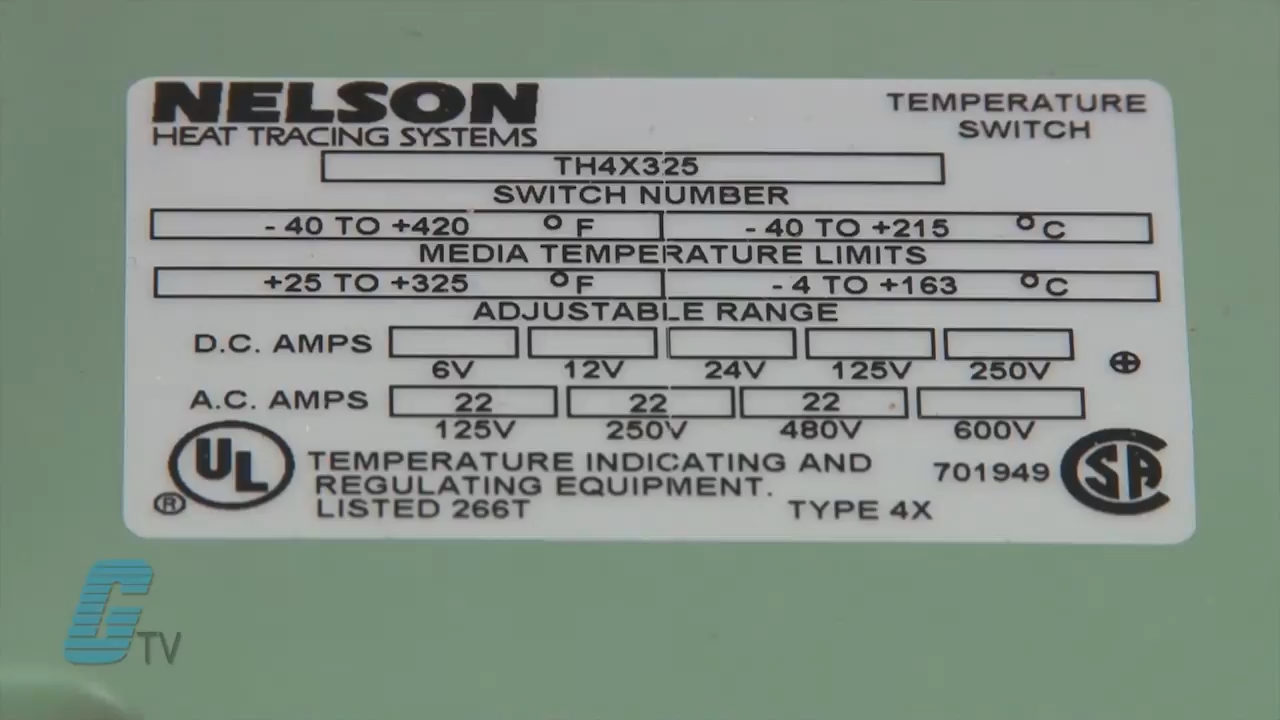 NELSON
HEAT TRACING SYSTEMS
TEMPERATURE
SWITCH
TH4X325
SWITCH NUMBER
- 40 TO +420 °F - 40 TO +215 °C
MEDIA TEMPERATURE LIMITS
+25 TO +325 °F - 4 TO +163 °C
ADJUSTABLE RANGE
D.C. AMPS
6V 12V 24V 125V 250V
A.C. AMPS 22 22 22
125V 250V 480V 600V
UL
®
TEMPERATURE INDICATING AND
REGULATING EQUIPMENT.
LISTED 266T
TYPE 4X
701949
CSA
G TV